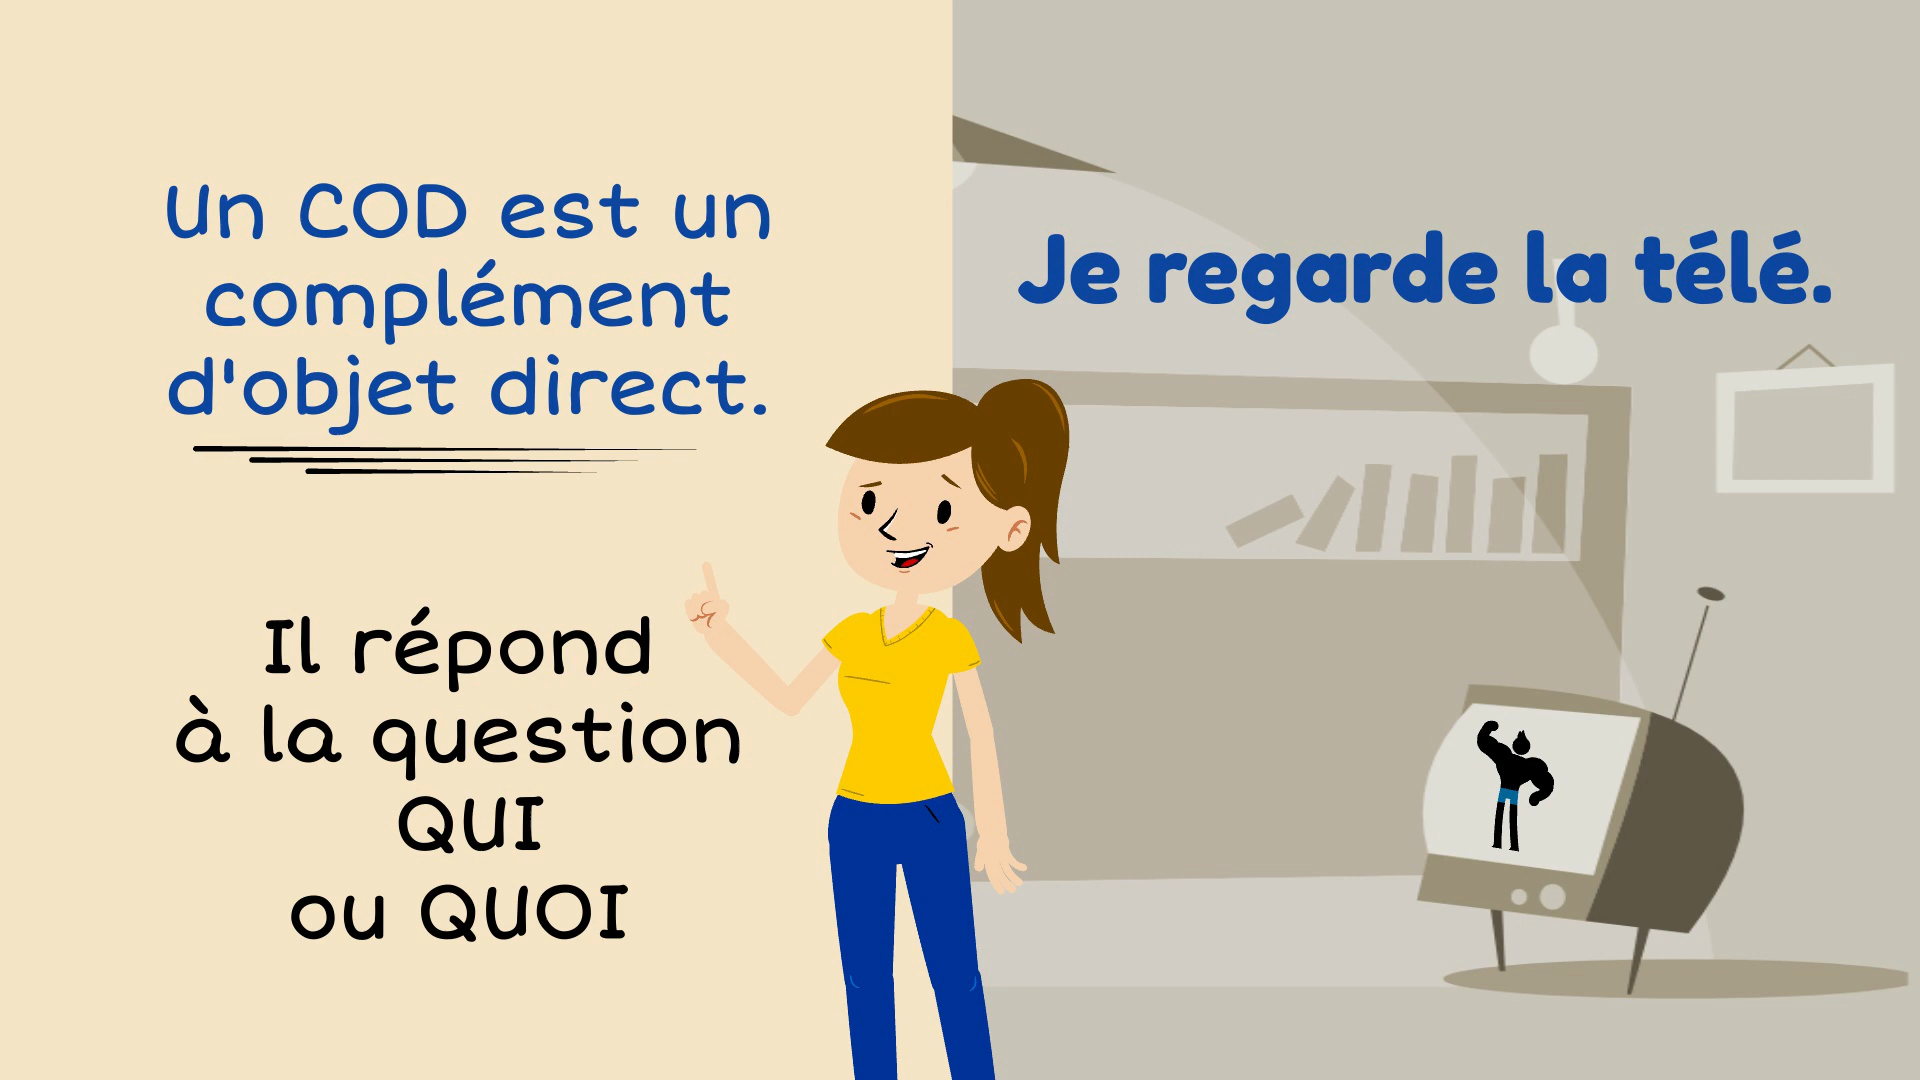 Un COD est un
complément
d'objet direct.
Il répond
à la question
QUI
ou QUOI
Je regarde la télé.